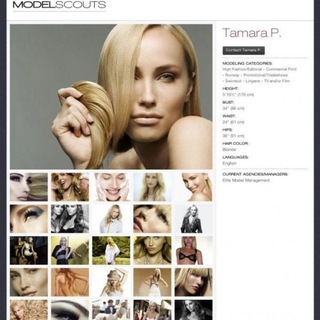 MODELSCOUTS
Tamara P.
Contact Tamara P.
MODELING CATEGORIES:
High Fashion/Editorial - Commercial Print
- Runway - Promotional/Tradeshows
- Swimsuit - Lingerie - TV and/or Film
HEIGHT:
5'10½" (179 cm)
BUST:
34" (86 cm)
WAIST:
24" (61 cm)
HIPS:
36" (91 cm)
HAIR COLOR:
Blonde
LANGUAGES:
English
CURRENT AGENCIES/MANAGERS:
Elite Model Management